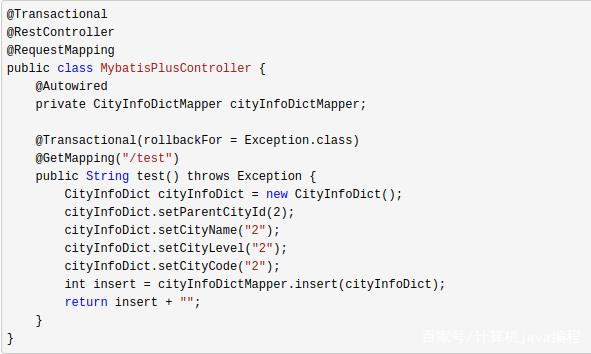 @Transactional
@RestController
@RequestMapping
public class MybatisPlusController {
    @Autowired
    private CityInfoDictMapper cityInfoDictMapper;

    @Transactional(rollbackFor = Exception.class)
    @GetMapping("/test")
    public String test() throws Exception {
        CityInfoDict cityInfoDict = new CityInfoDict();
        cityInfoDict.setParentCityId(2);
        cityInfoDict.setCityName("2");
        cityInfoDict.setCityLevel("2");
        cityInfoDict.setCityCode("2");
        int insert = cityInfoDictMapper.insert(cityInfoDict);
        return insert + "";
    }
}
百家号/计算机java编程